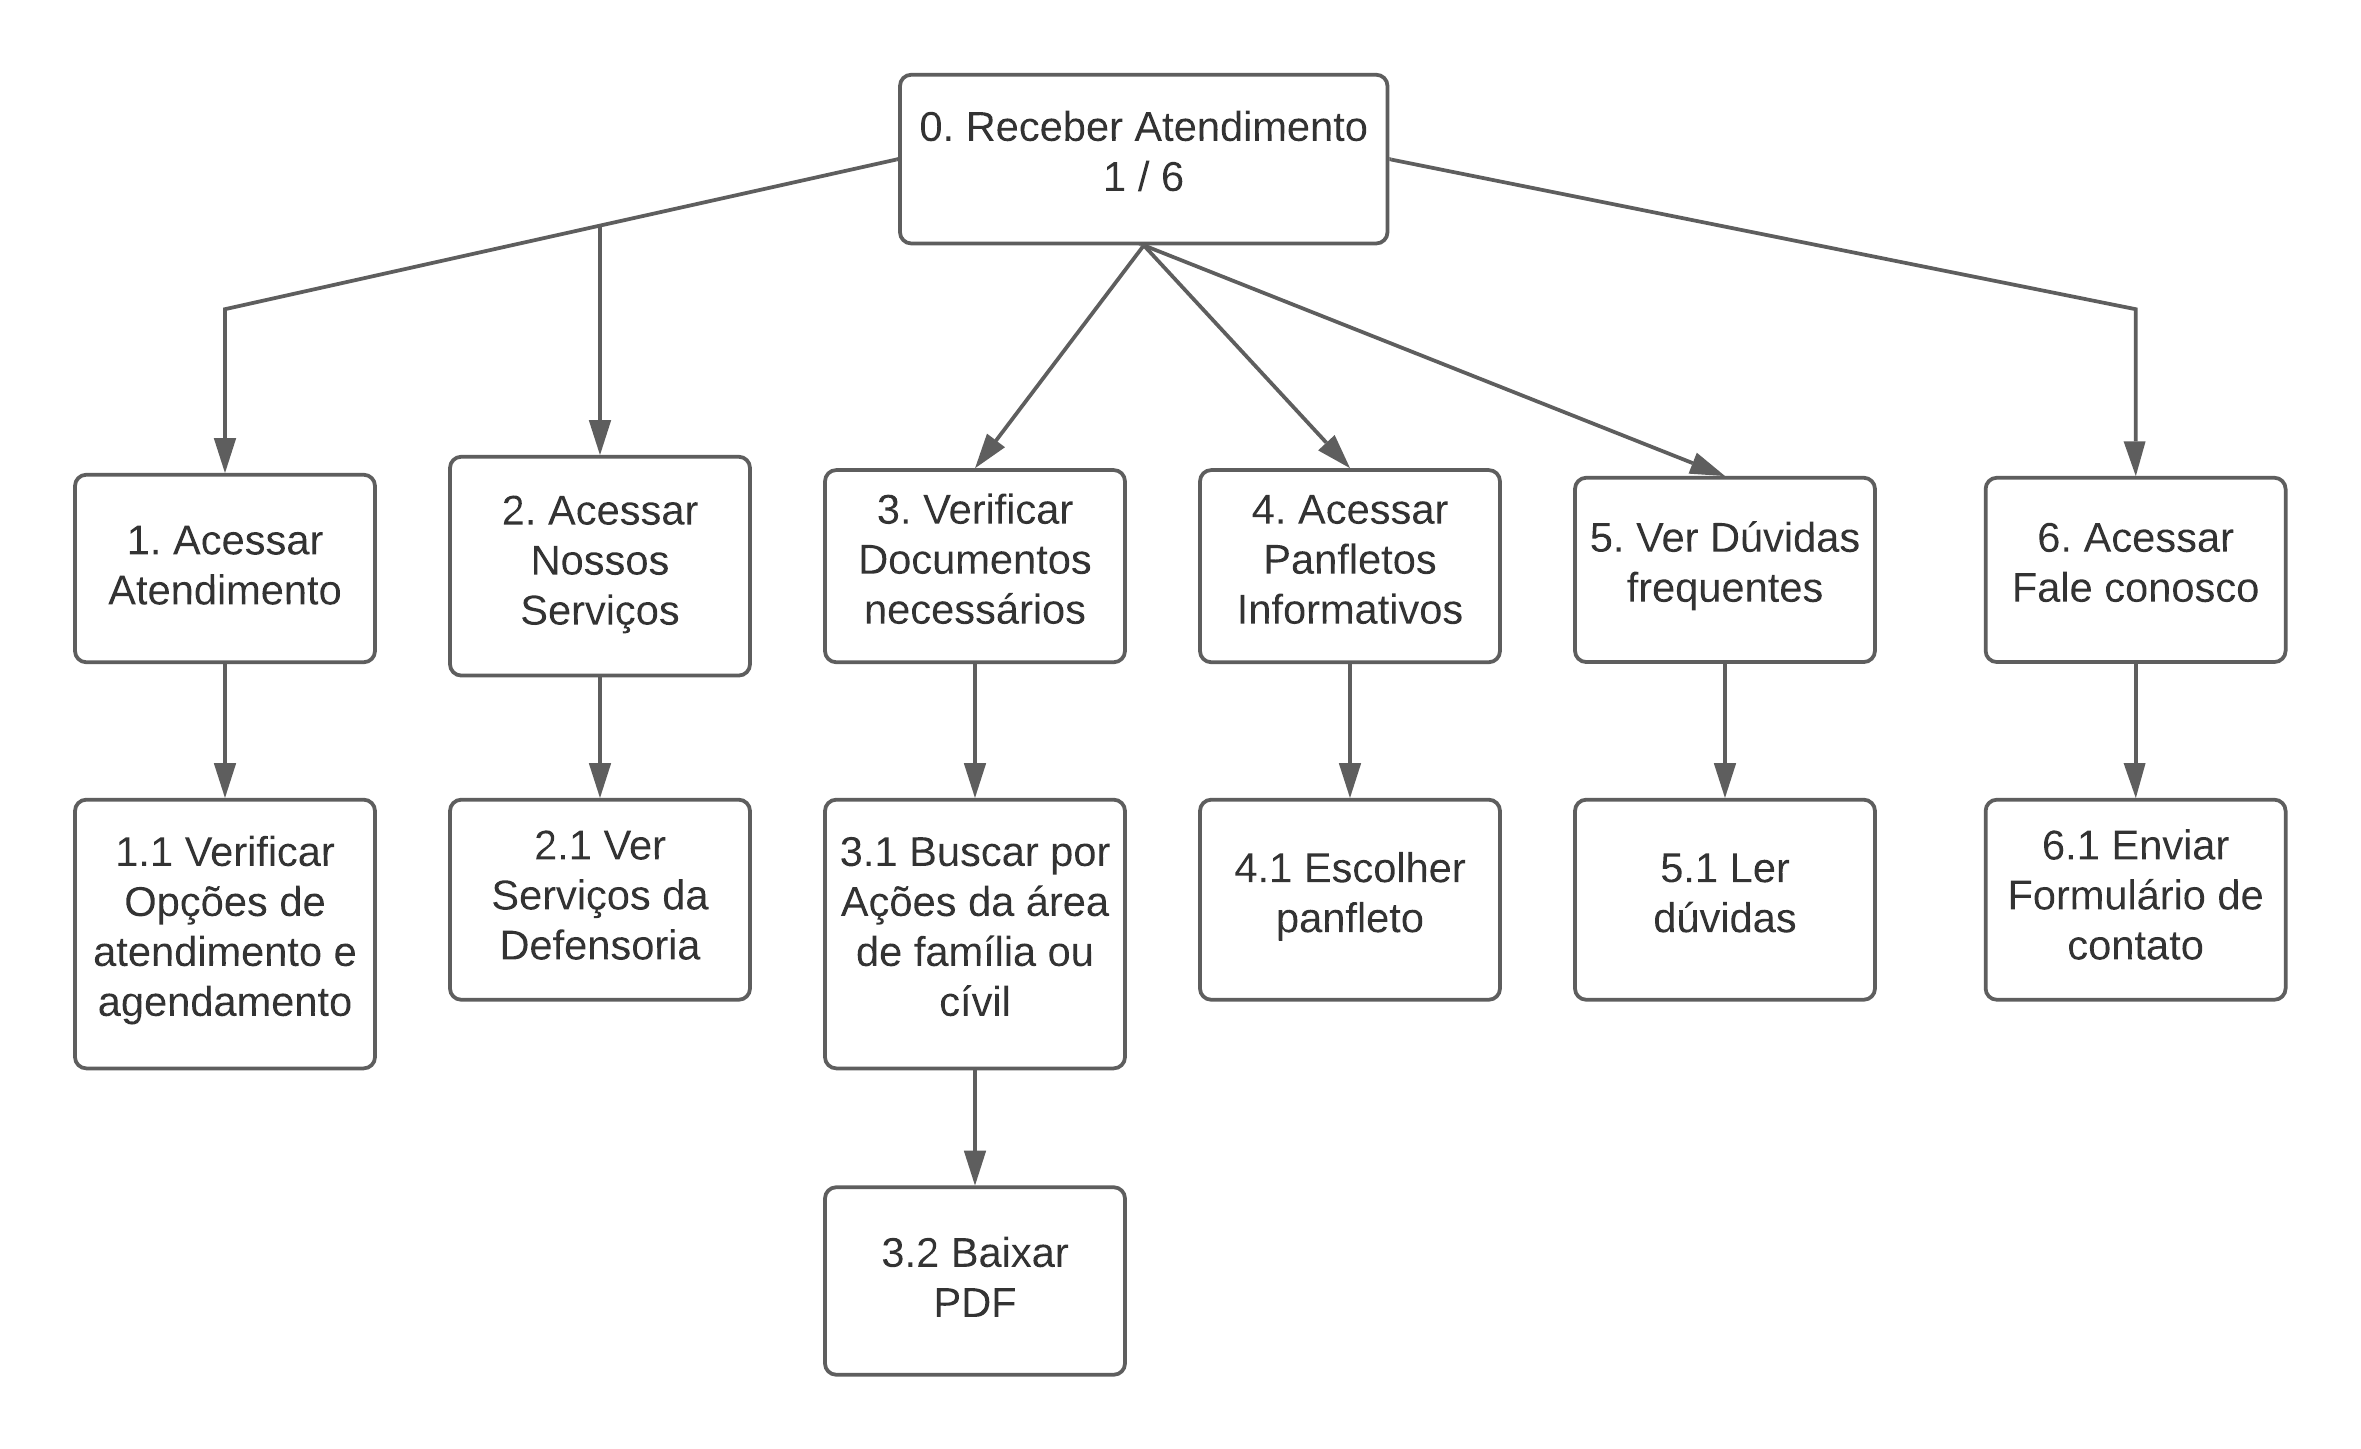 0. Receber Atendimento
1 / 6
1. Acessar
Atendimento
2. Acessar
Nossos
Serviços
3. Verificar
Documentos
necessários
4. Acessar
Panfletos
Informativos
5. Ver Dúvidas
frequentes
6. Acessar
Fale conosco
1.1 Verificar
Opções de
atendimento e
agendamento
2.1 Ver
Serviços da
Defensoria
3.1 Buscar por
Ações da área
de família ou
cívil
4.1 Escolher
panfleto
5.1 Ler
dúvidas
6.1 Enviar
Formulário de
contato
3.2 Baixar
PDF